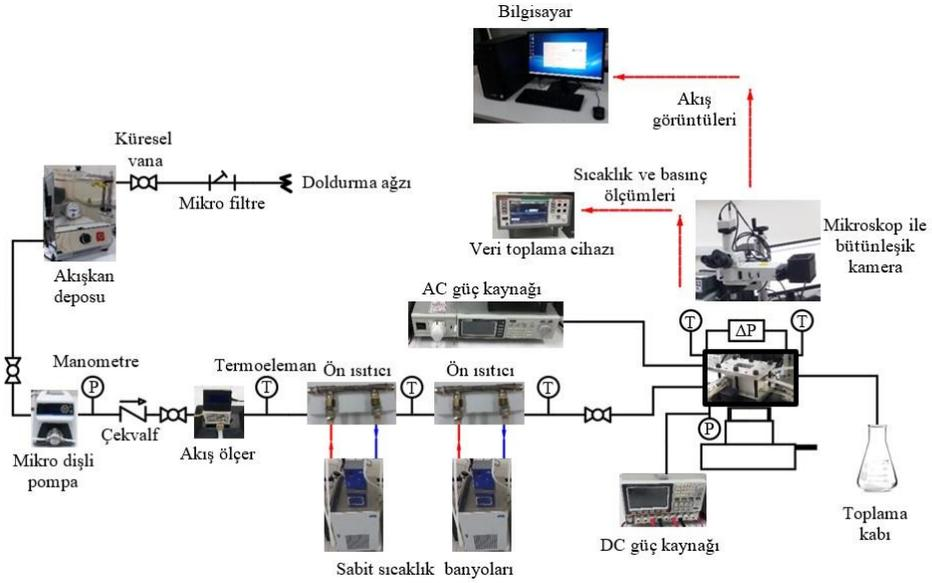 Bilgisayar
Akış
görüntüleri
Küresel
vana
Mikro filtre
Doldurma ağzı
Sıcaklık ve basınç
ölçümleri
Veri toplama cihazı
Mikroskop ile
bütünleşik
kamera
Akışkan
deposu
AC güç kaynağı
T
ΔP
T
Manometre
P
Çekvalf
Termoeleman
T
Ön ısıtıcı
T
Ön ısıtıcı
T
P
Mikro dişli
pompa
Akış ölçer
Sabit sıcaklık banyoları
DC güç kaynağı
Toplama
kabı